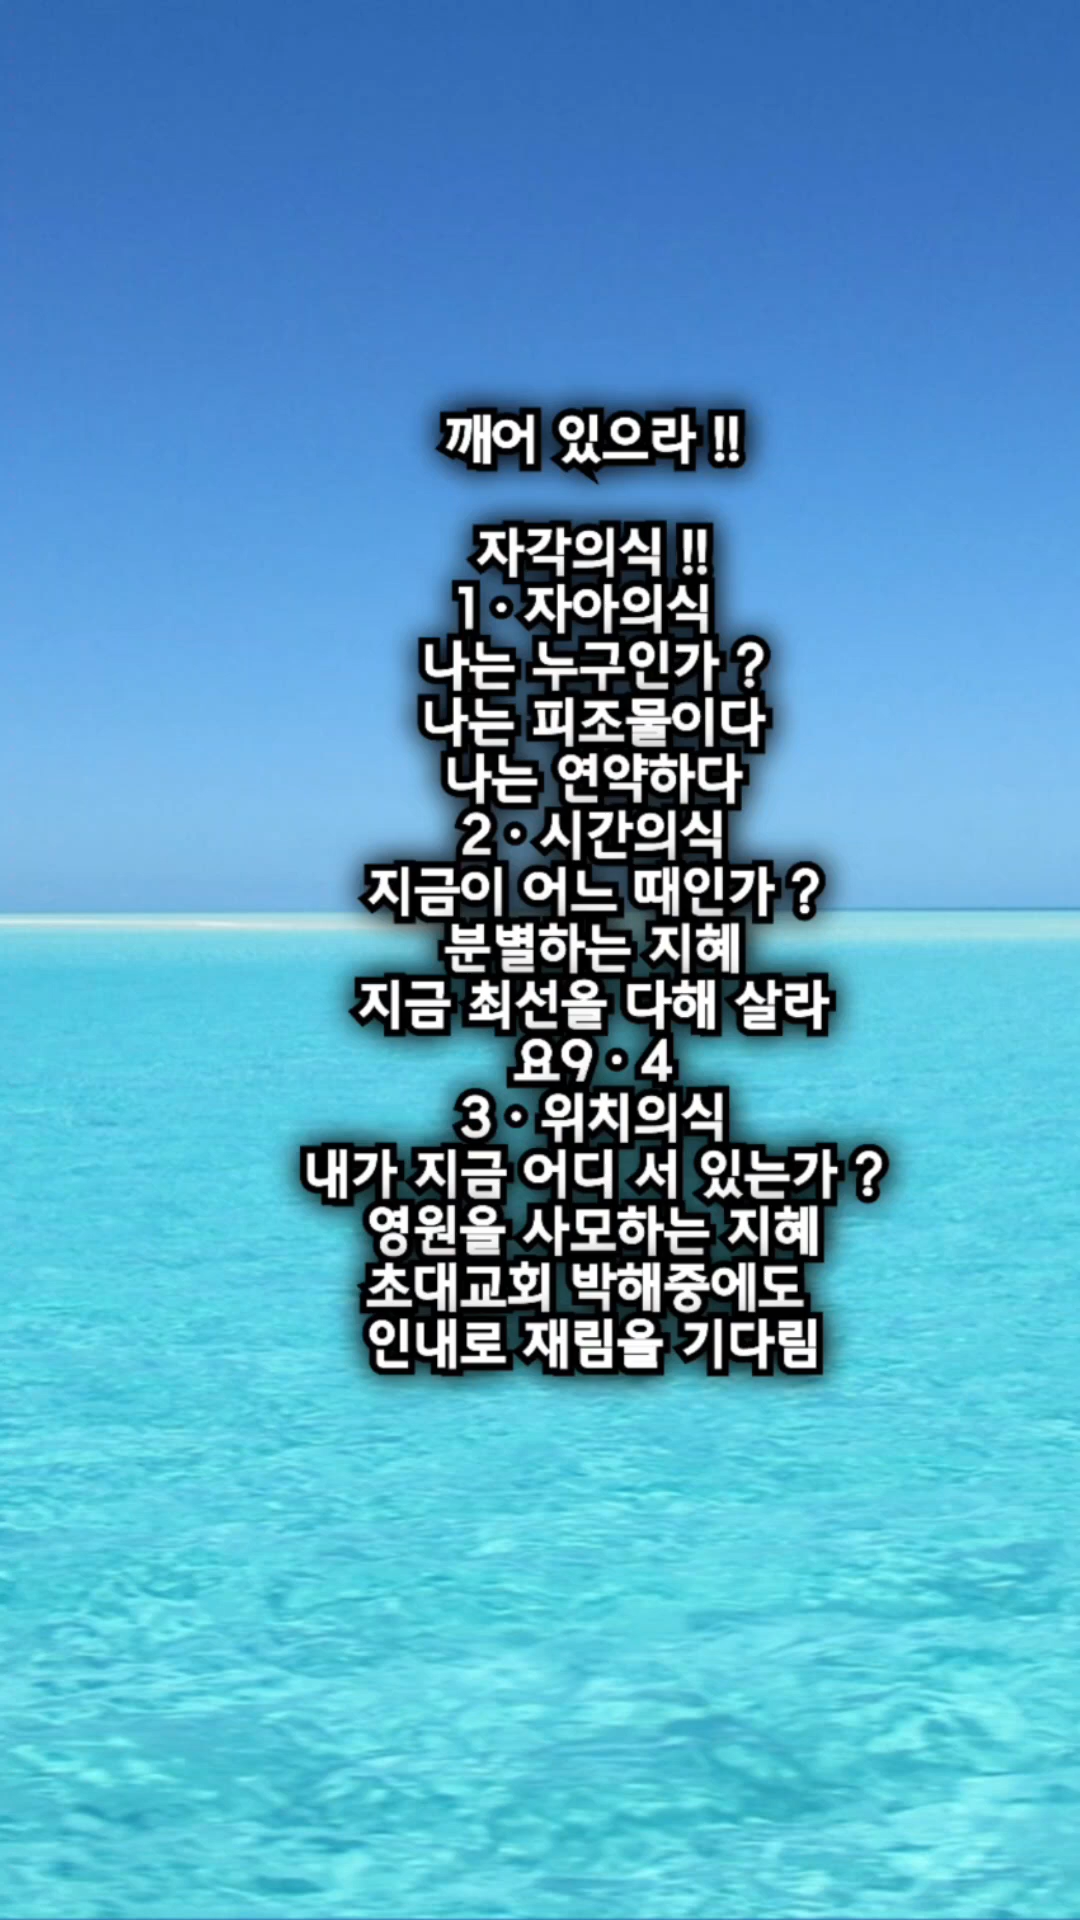 깨어 있으라 !!
자각의식 !!
1 • 자아의식
나는 누구인가 ?
나는 피조물이다
나는 연약하다
2 • 시간의식
지금이 어느 때인가 ?
분별하는 지혜
지금 최선을 다해 살라
요9 • 4
3 • 위치의식
내가 지금 어디 서 있는가 ?
영원을 사모하는 지혜
초대교회 박해중에도
인내로 재림을 기다림